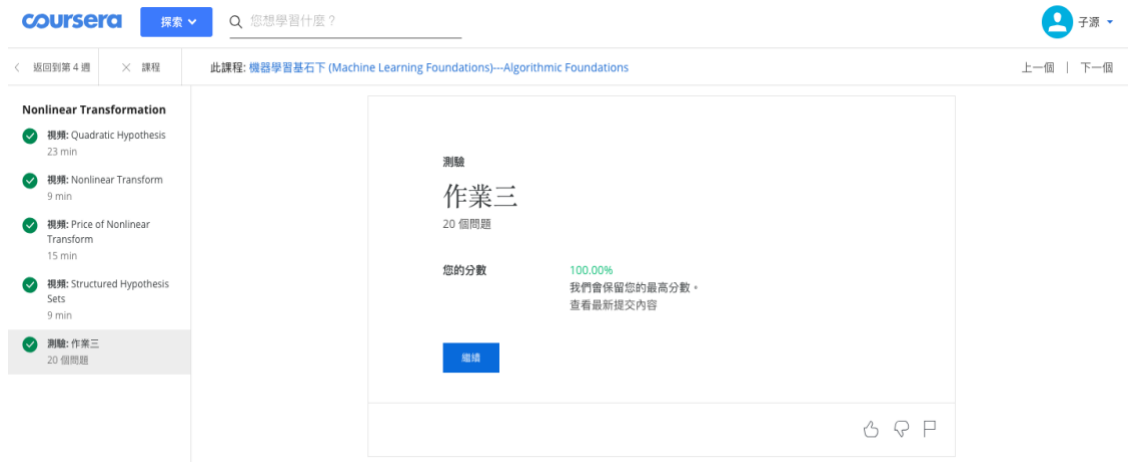 coursera
探索
您想學習什麼？
子源
返回到第 4 週
課程
此課程: 機器學習基石下 (Machine Learning Foundations)---Algorithmic Foundations
上一個 | 下一個
Nonlinear Transformation
視頻: Quadratic Hypothesis
23 min
視頻: Nonlinear Transform
9 min
視頻: Price of Nonlinear
Transform
15 min
視頻: Structured Hypothesis
Sets
9 min
測驗: 作業三
20 個問題
測驗
作業三
20 個問題
您的分數
100.00%
我們會保留您的最高分數。
查看最新提交內容
繼續